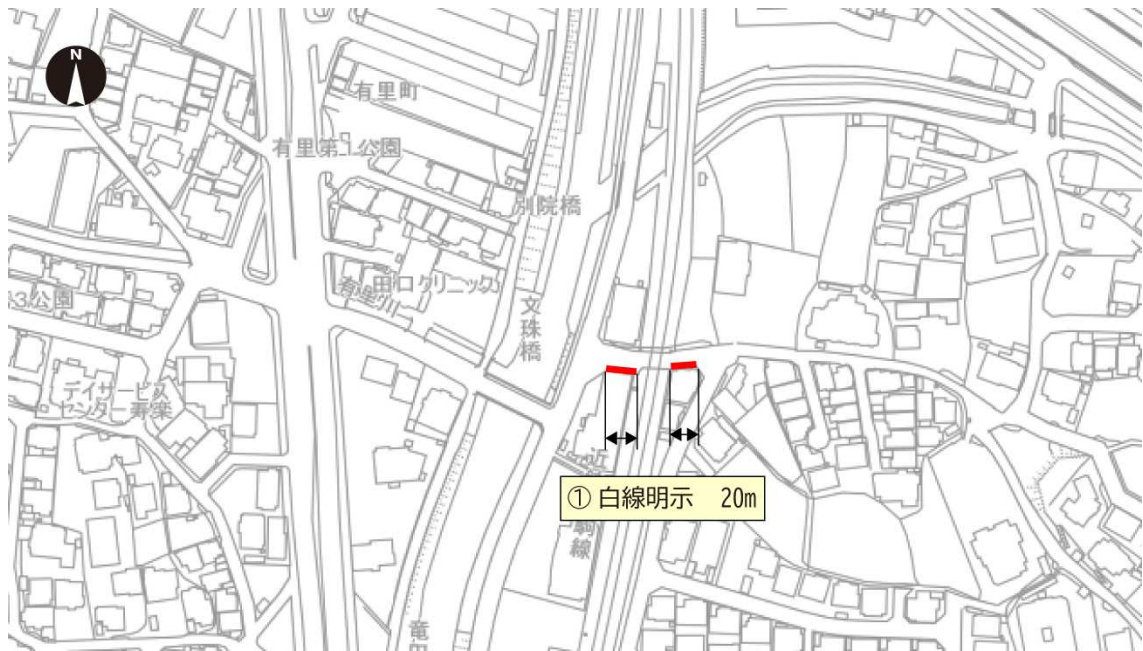 N
有里町
有里第1公園
別院橋
田口クリニック
有里川
3公園
文珠橋
デイサービス
センター寿楽
近
① 白線明示 20m
駒線
竜田